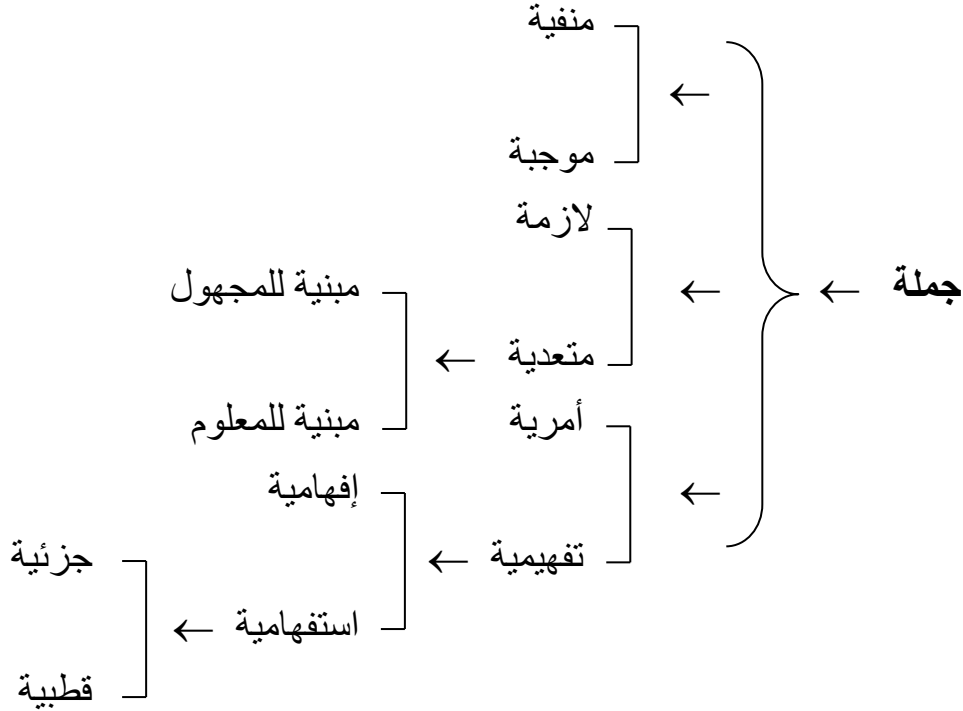 منفية
موجبة
لازمة
جملة ← ←
مبنية للمجهول
متعدية ←
مبنية للمعلوم
أمرية
إفهامية
تفهيمية ←
جزئية
استفهامية ←
قطبية